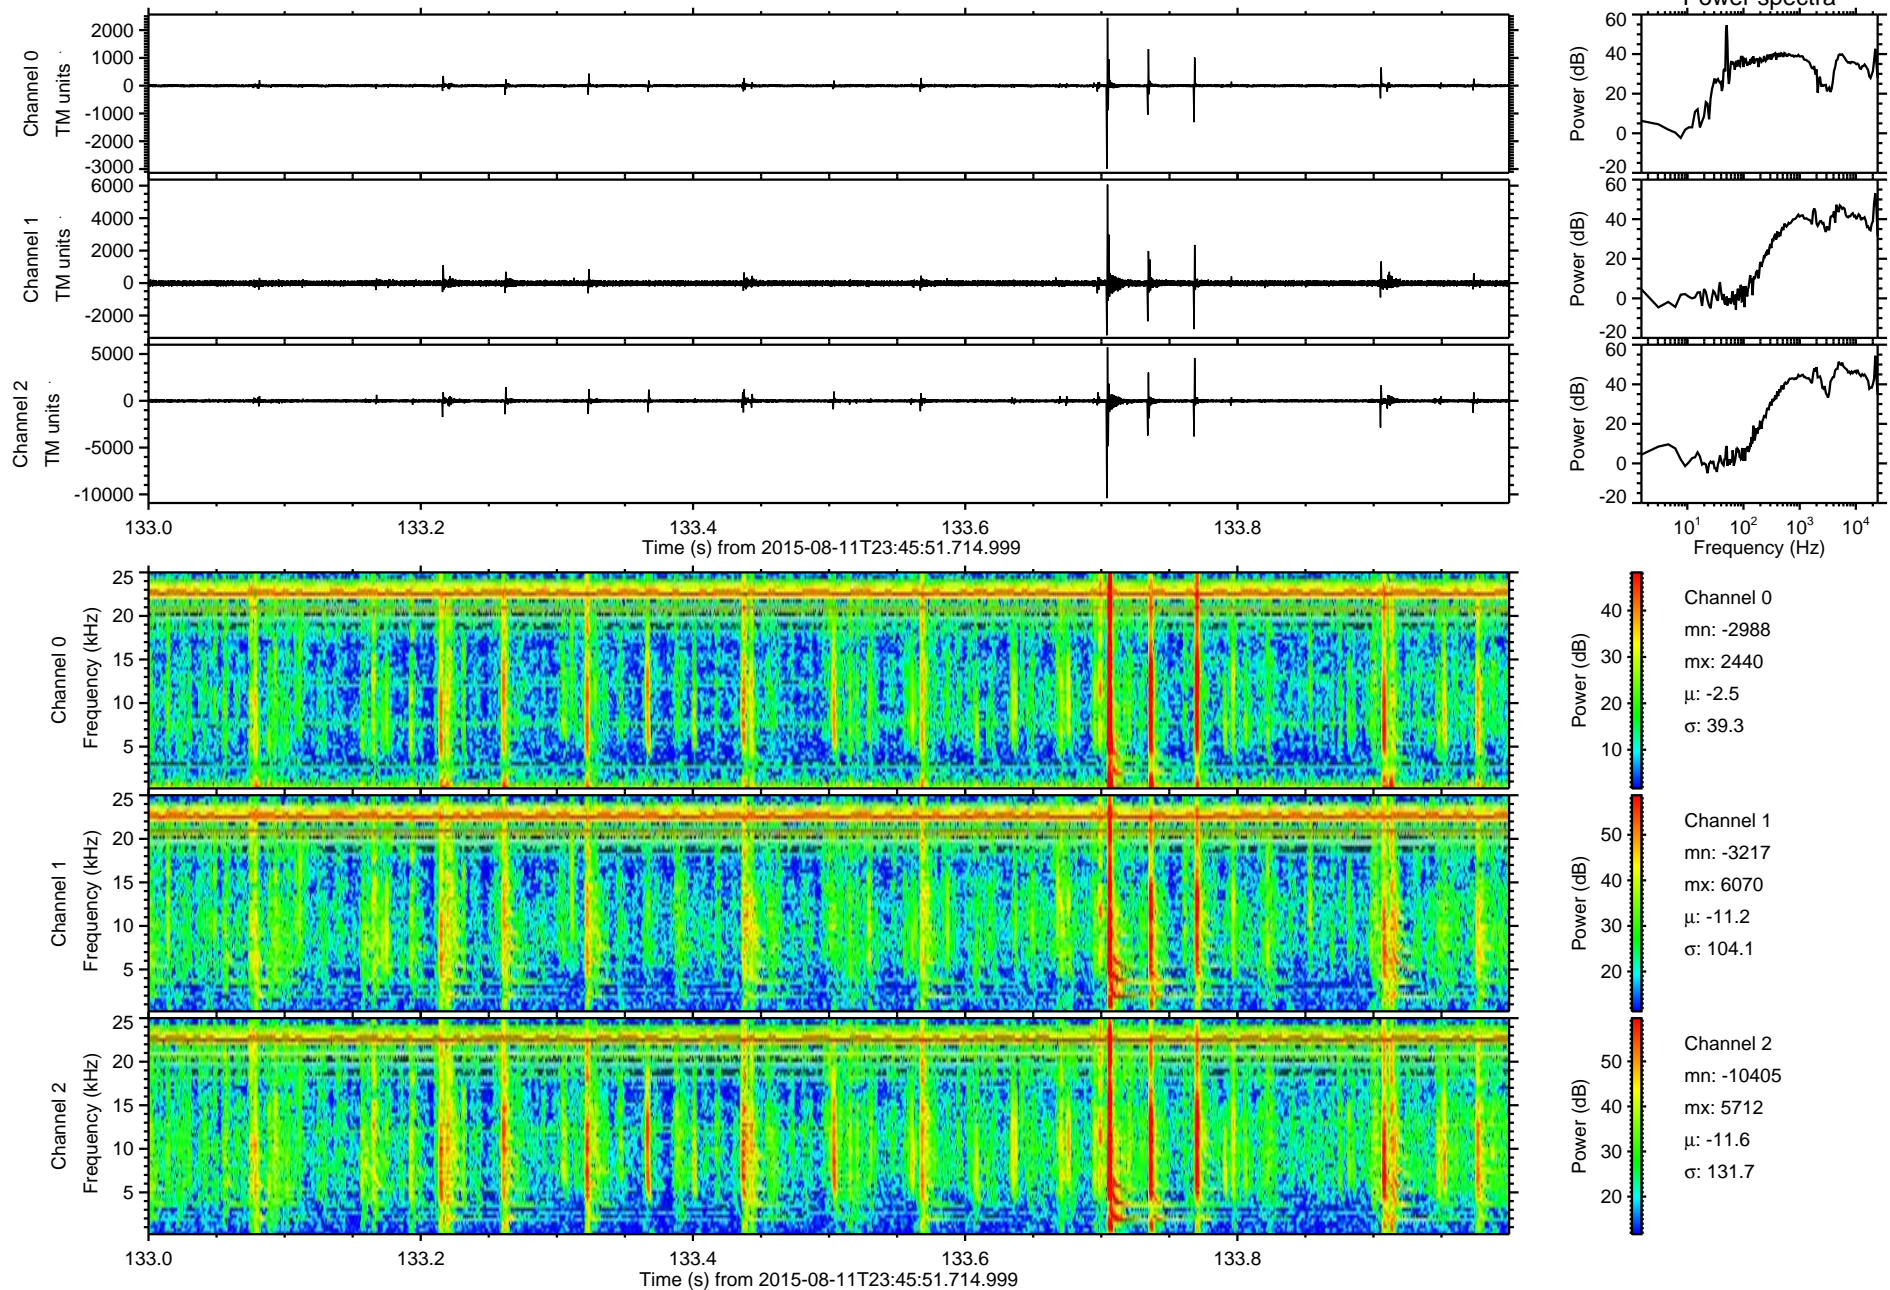 Power spectra
Channel 0
TM units
2000
1000
0
-1000
-2000
-3000
Power (dB)
60
40
20
0
-20
Channel 1
TM units
6000
4000
2000
0
-2000
Power (dB)
60
40
20
0
-20
Channel 2
TM units
5000
0
-5000
-10000
Power (dB)
60
40
20
0
-20
133.0
133.2
133.4
133.6
133.8
Time (s) from 2015-08-11T23:45:51.714.999
10¹
10²
10³
10⁴
Frequency (Hz)
Channel 0
Frequency (kHz)
25
20
15
10
5
Power (dB)
40
30
20
10
Channel 0
mn: -2988
mx: 2440
μ: -2.5
σ: 39.3
Channel 1
Frequency (kHz)
25
20
15
10
5
Power (dB)
50
40
30
20
Channel 1
mn: -3217
mx: 6070
μ: -11.2
σ: 104.1
Channel 2
Frequency (kHz)
25
20
15
10
5
Power (dB)
50
40
30
20
Channel 2
mn: -10405
mx: 5712
μ: -11.6
σ: 131.7
133.0
133.2
133.4
133.6
133.8
Time (s) from 2015-08-11T23:45:51.714.999